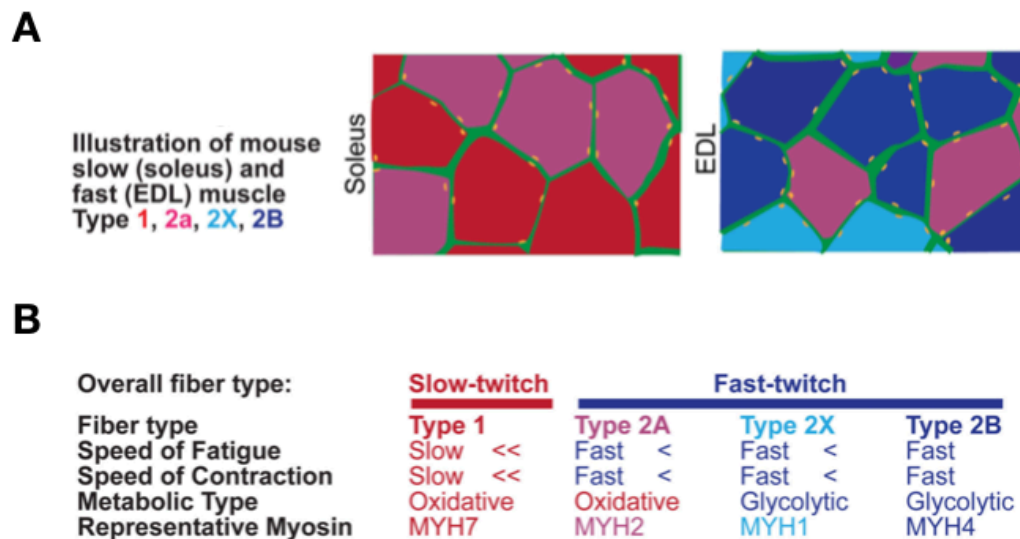 A
Illustration of mouse
slow (soleus) and
fast (EDL) muscle
Type 1, 2a, 2X, 2B
Soleus
EDL
B
Overall fiber type: Slow-twitch Fast-twitch
Fiber type Type 1 Type 2A Type 2X Type 2B
Speed of Fatigue Slow << Fast < Fast < Fast
Speed of Contraction Slow << Fast < Fast < Fast
Metabolic Type Oxidative Oxidative Glycolytic Glycolytic
Representative Myosin MYH7 MYH2 MYH1 MYH4